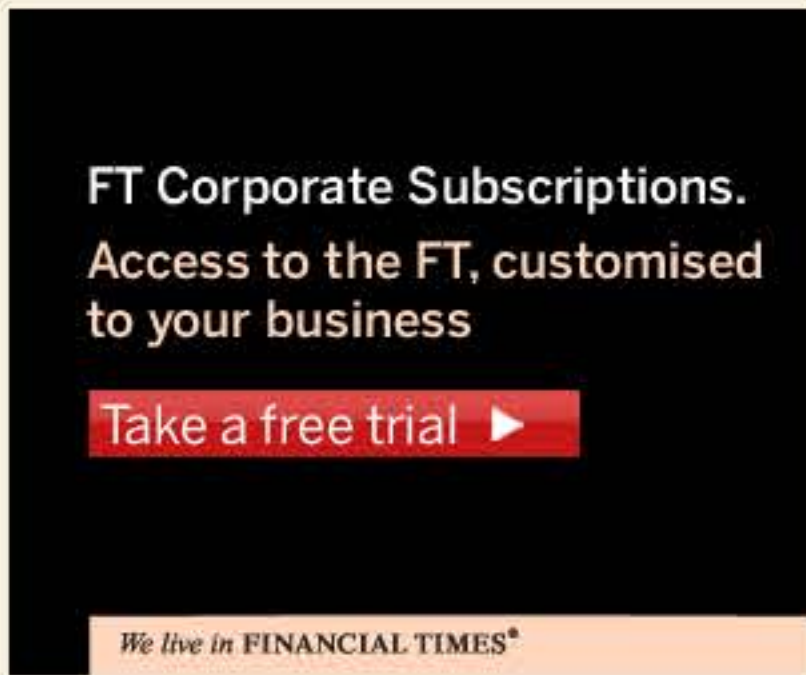 FT Corporate Subscriptions.
Access to the FT, customised
to your business
Take a free trial ►
We live in FINANCIAL TIMES®